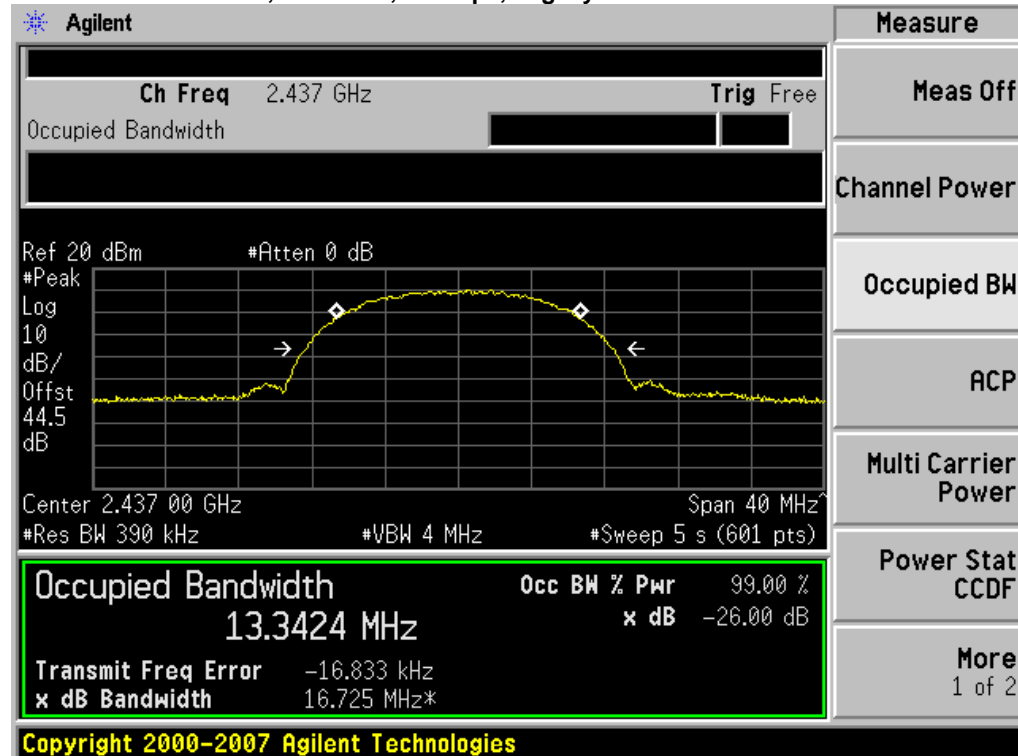 Agilent
Measure
Ch Freq 2.437 GHz Trig Free
Meas Off
Occupied Bandwidth
Channel Power
Ref 20 dBm #Atten 0 dB
#Peak
Log
10
dB/
Offst
44.5
dB
Occupied BW
ACP
Multi Carrier
Power
Center 2.437 00 GHz Span 40 MHz^
#Res BW 390 kHz #VBW 4 MHz #Sweep 5 s (601 pts)
Power Stat
CCDF
Occupied Bandwidth Occ BW % Pwr 99.00 %
13.3424 MHz x dB -26.00 dB
Transmit Freq Error -16.833 kHz
x dB Bandwidth 16.725 MHz*
More
1 of 2
Copyright 2000-2007 Agilent Technologies